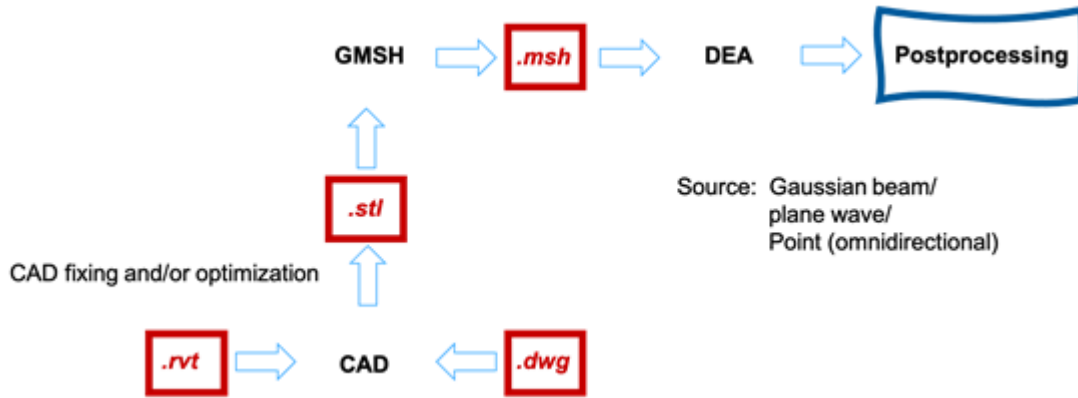 GMSH
.msh
DEA
Postprocessing
.stl
Source: Gaussian beam/
plane wave/
Point (omnidirectional)
CAD fixing and/or optimization
.rvt
CAD
.dwg